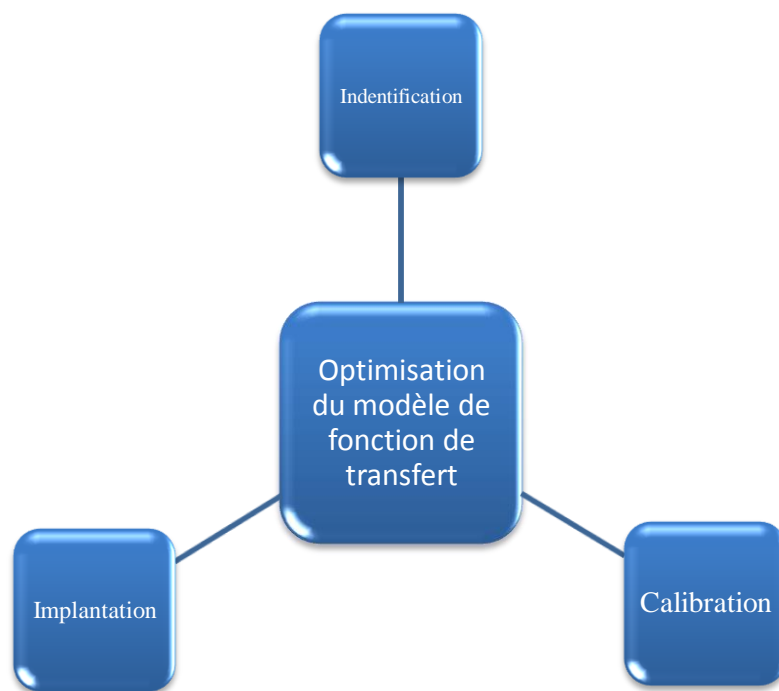 Indentification
Optimisation
du modèle de
fonction de
transfert
Implantation
Calibration